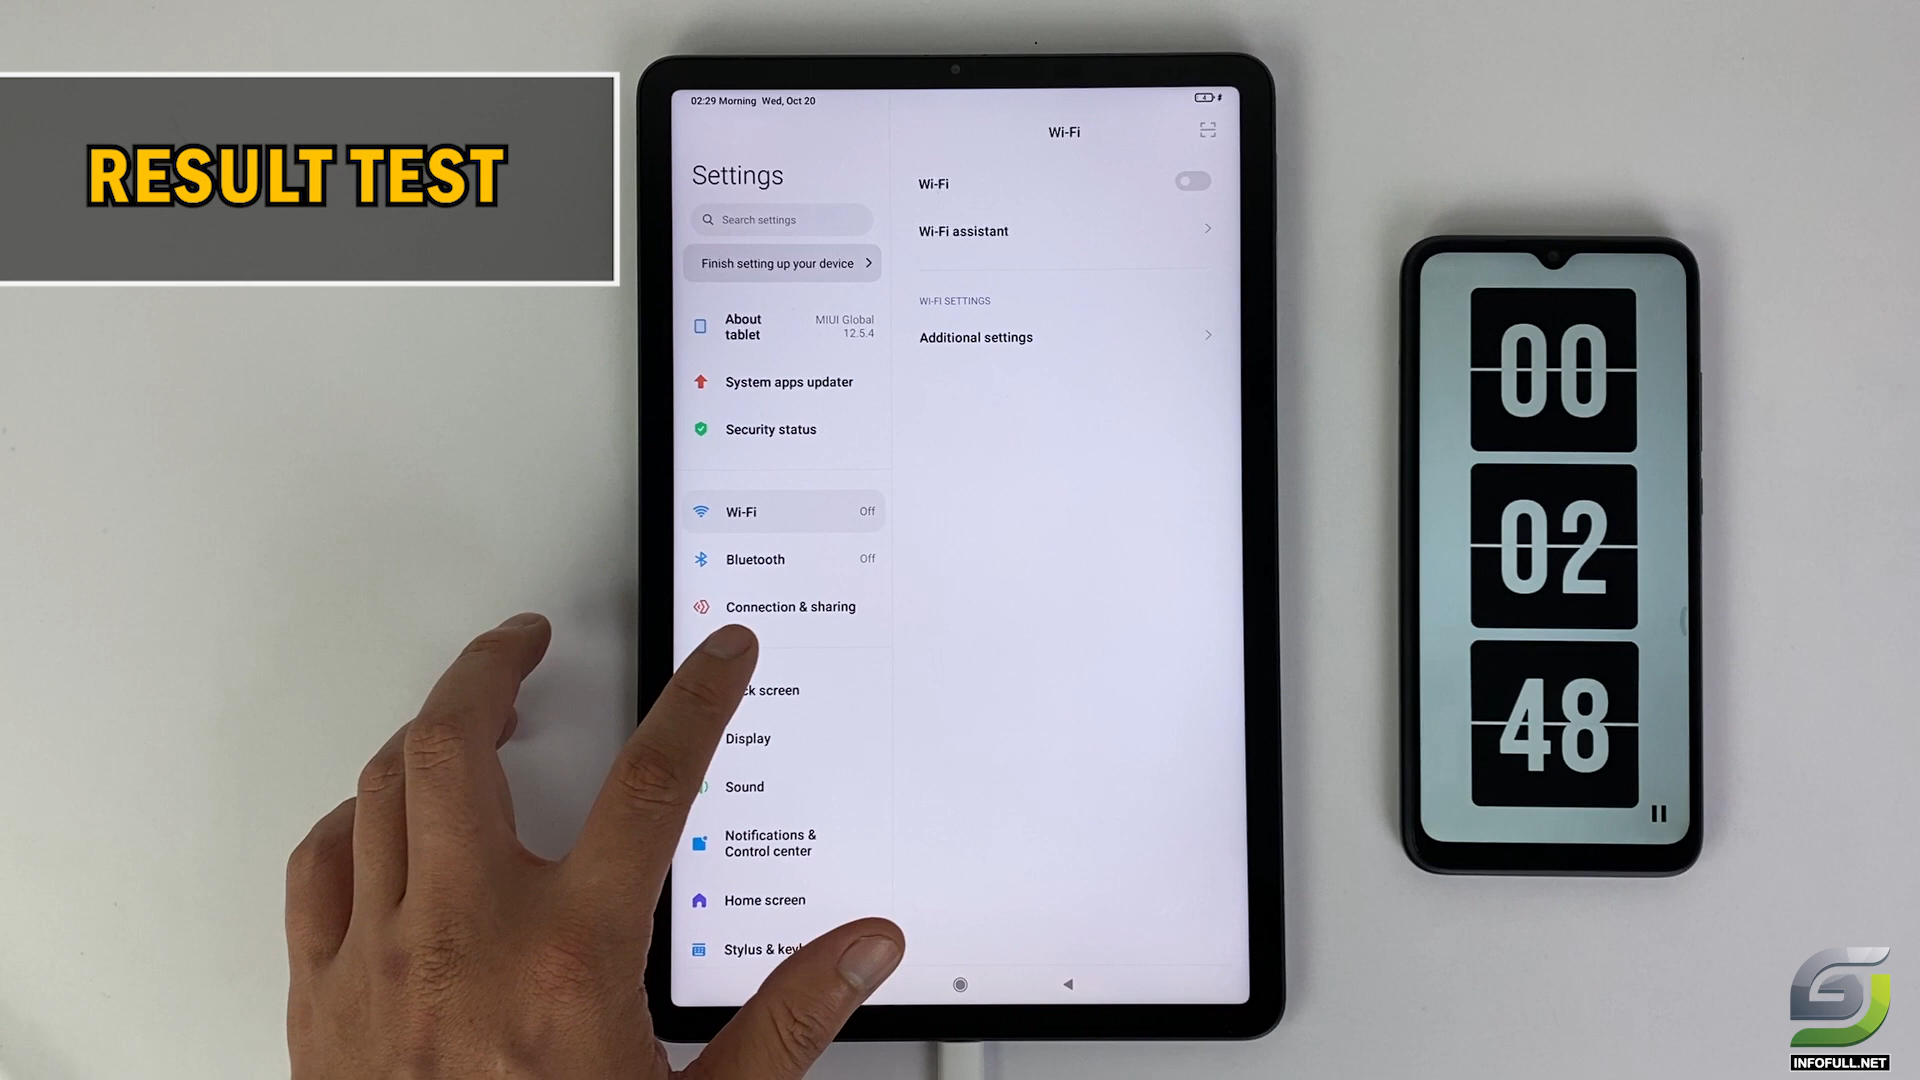 RESULT TEST
02:29 Morning Wed, Oct 20
4
Settings
Search settings
Finish setting up your device
About tablet
MIUI Global 12.5.4
System apps updater
Security status
Wi-Fi
Off
Bluetooth
Off
Connection & sharing
ck screen
Display
Sound
Notifications &
Control center
Home screen
Stylus & key
Wi-Fi
Wi-Fi
Wi-Fi assistant
WI-FI SETTINGS
Additional settings
00
02
48
INFOFULL.NET